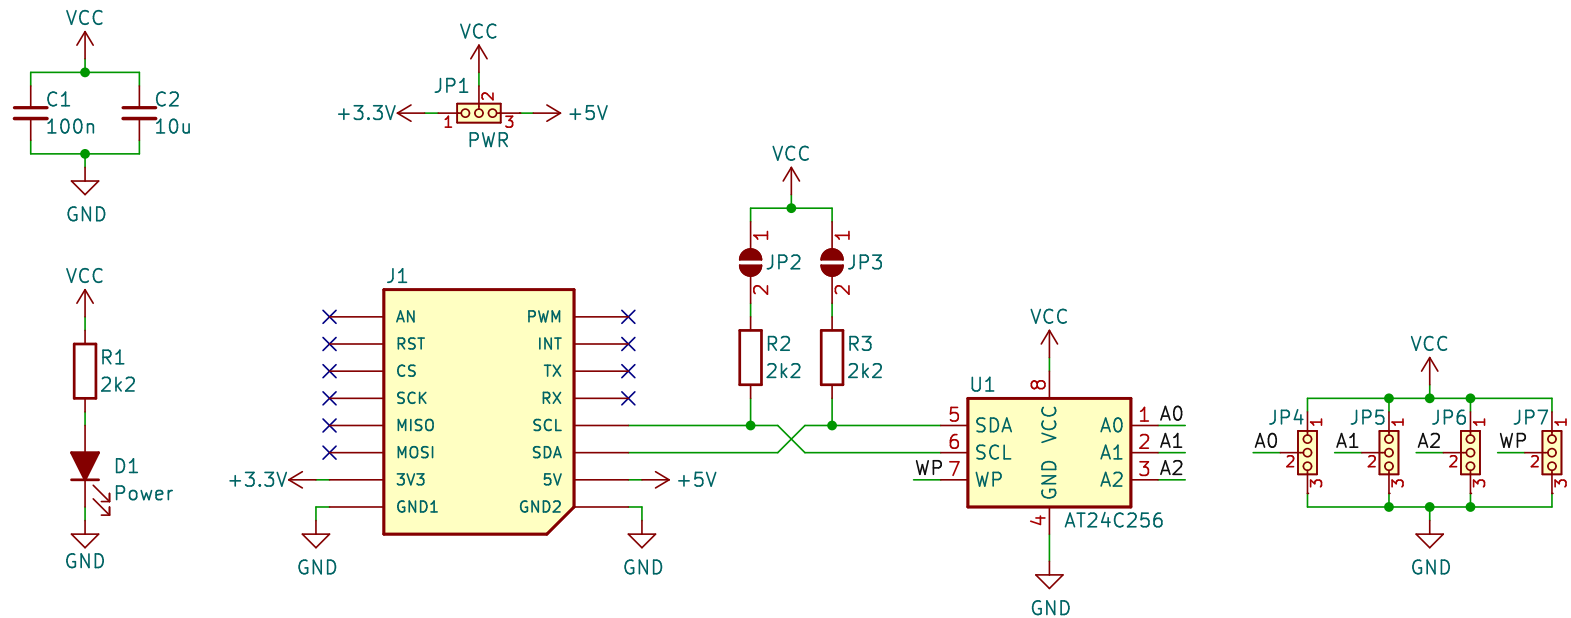 VCC
C1
100n
C2
10u
GND
VCC
JP1
+3.3V
1
2
3
+5V
PWR
VCC
R1
2k2
D1
Power
GND
J1
AN
RST
CS
SCK
MISO
MOSI
3V3
GND1
PWM
INT
TX
RX
SCL
SDA
5V
GND2
+3.3V
GND
+5V
GND
VCC
1
JP2
2
1
JP3
2
R2
2k2
R3
2k2
VCC
U1
8
5
SDA
6
SCL
WP
7
WP
VCC
GND
A0
1
A0
A1
2
A1
A2
3
A2
4
AT24C256
GND
VCC
JP4
1
A0
2
3
JP5
1
A1
2
3
JP6
1
A2
2
3
JP7
1
WP
2
3
GND